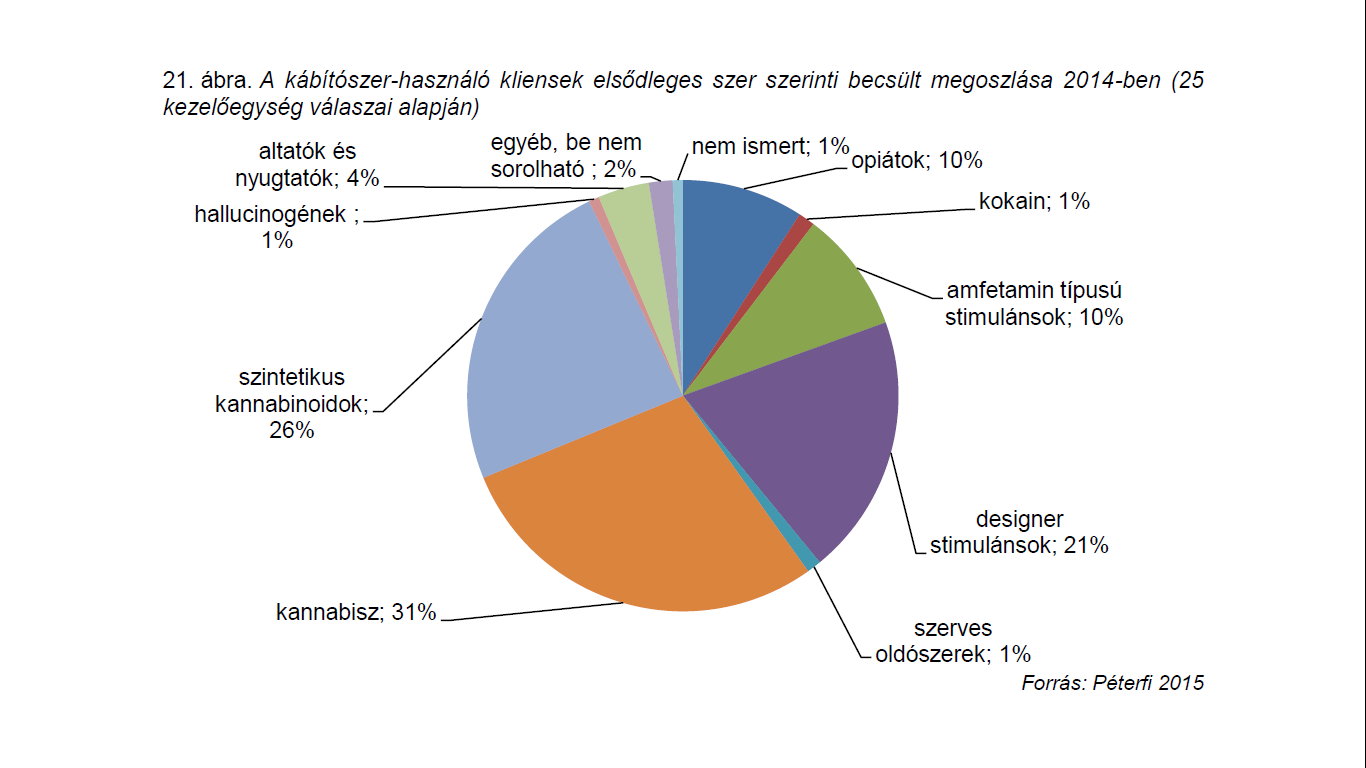 21. ábra. A kábítószer-használó kliensek elsődleges szer szerinti becsült megoszlása 2014-ben (25
kezelőegység válaszai alapján)
nem ismert; 1%
opiátok; 10%
kokain; 1%
amfetamin típusú
stimulánsok; 10%
designer
stimulánsok; 21%
szerves
oldószerek; 1%
kannabisz; 31%
szintetikus
kannabinoidok;
26%
hallucinogének ;
1%
altatók és
nyugtatók; 4%
egyéb, be nem
sorolható ; 2%
Forrás: Péterfi 2015